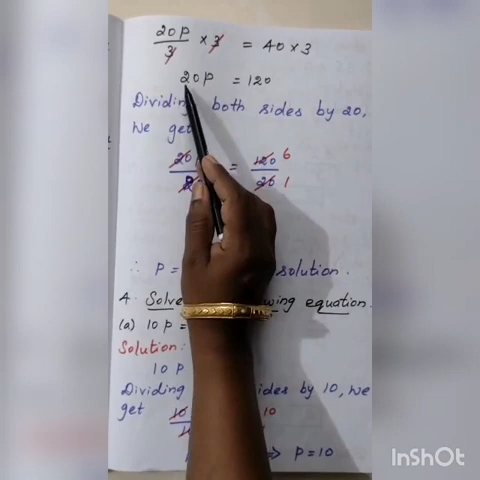 20p/3 × 3 = 40 × 3
20p = 120
Dividing both sides by 20,
We get
20 = 120 6
20 1
∴ p = solution.
4. Solve equation.
(a) 10p =
Solution:
10p
Dividing by 10, we
get 10 10
⇒ p = 10
InShOt